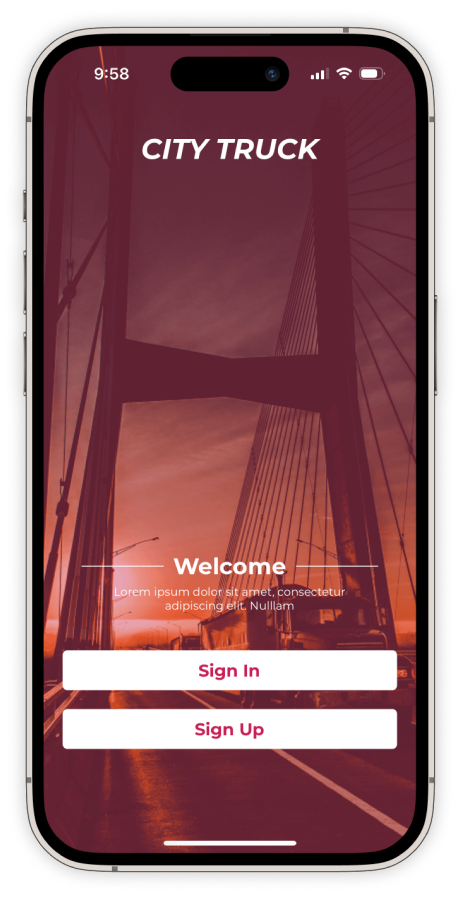 9:58
CITY TRUCK
Welcome
Lorem ipsum dolor sit amet, consectetur
adipiscing elit. Nulllam
Sign In
Sign Up